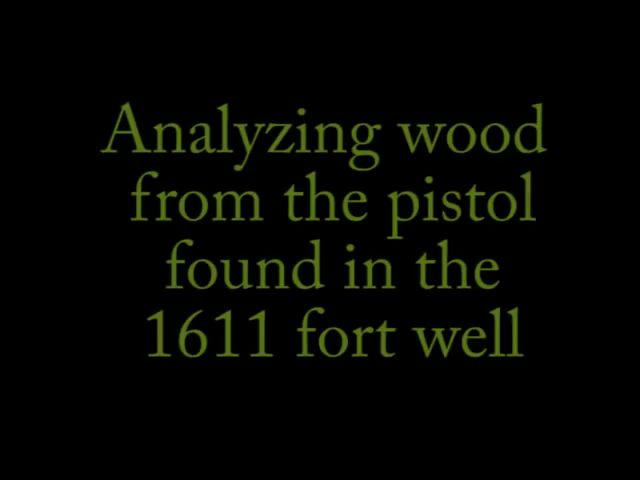 Analyzing wood
from the pistol
found in the
1611 fort well